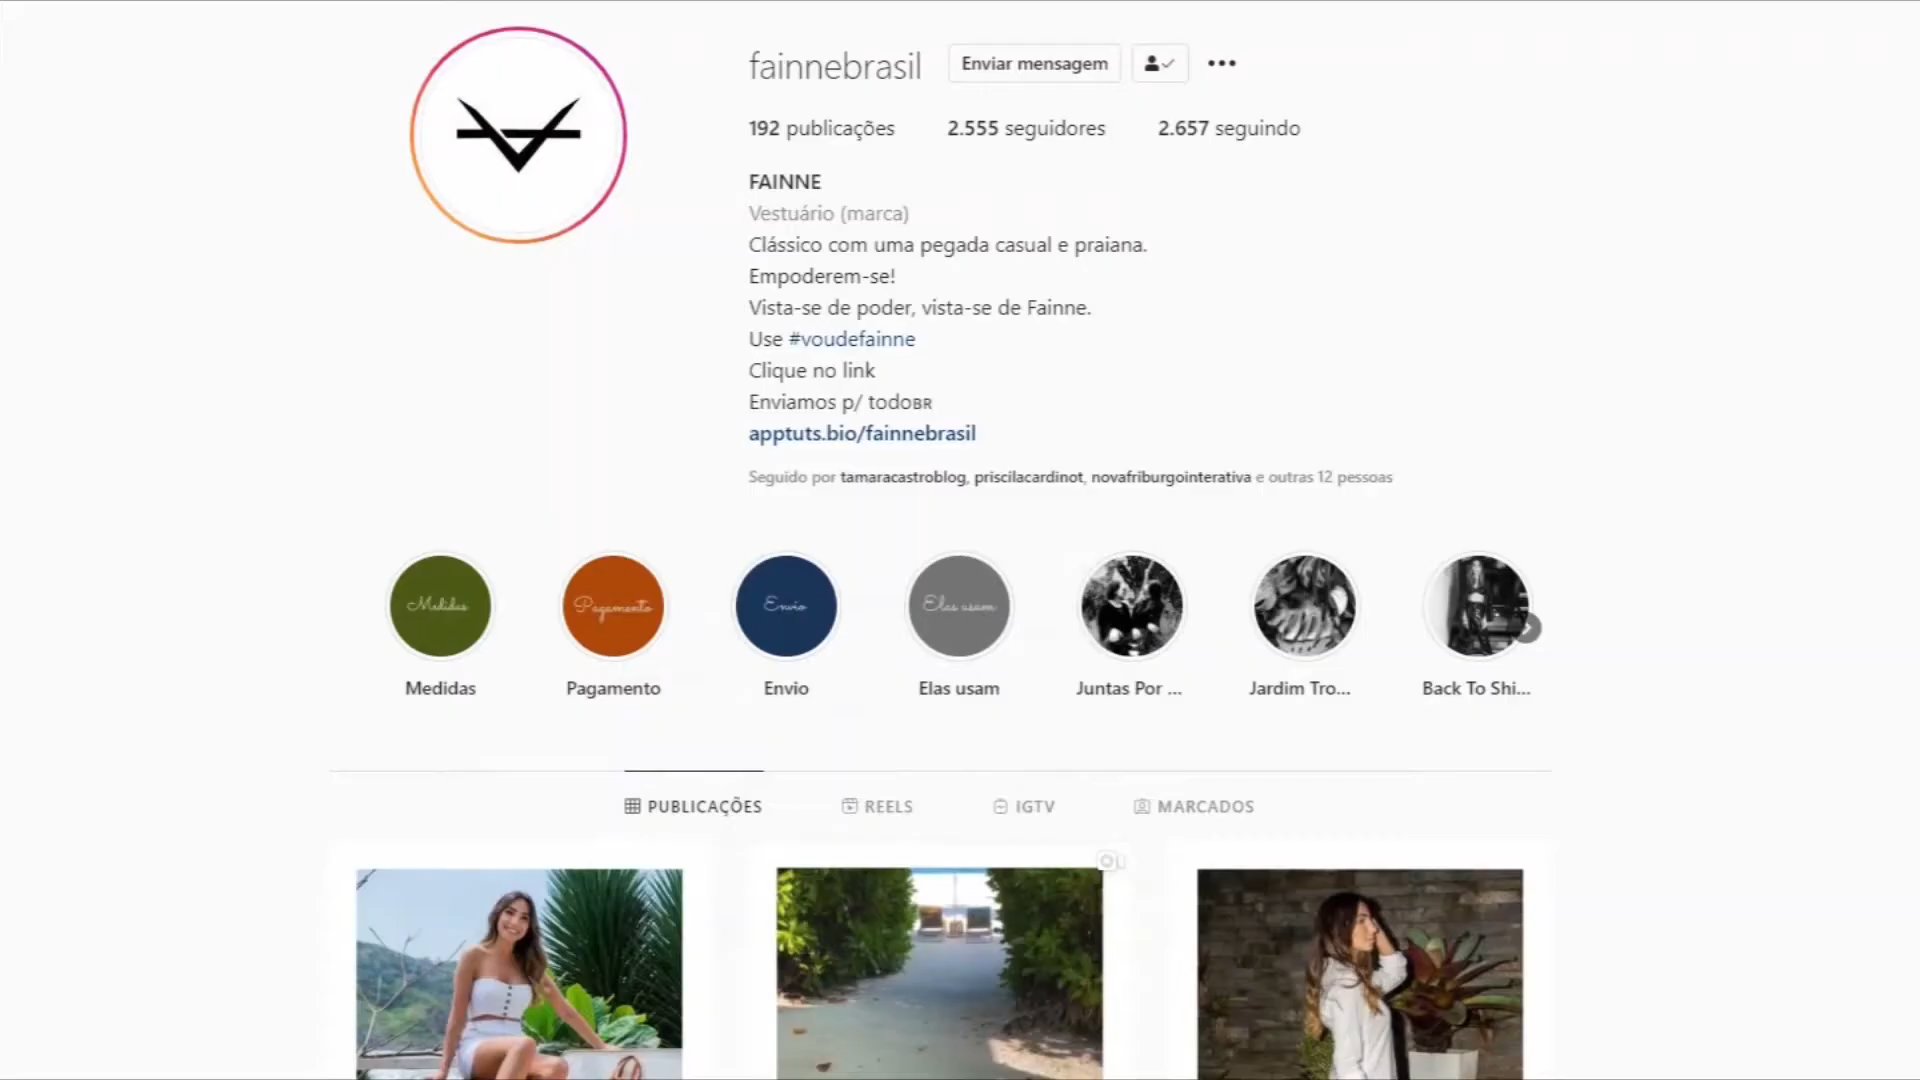 fainnebrasil Enviar mensagem
192 publicações 2.555 seguidores 2.657 seguindo
FAINNE
Vestuário (marca)
Clássico com uma pegada casual e praiana.
Empoderem-se!
Vista-se de poder, vista-se de Fainne.
Use #voudefainne
Clique no link
Enviamos p/ todoBR
apptuts.bio/fainnebrasil
Seguido por tamaracastroblog, priscilacardinot, novafriburgointerativa e outras 12 pessoas
Medidas Pagamento Envio Elas usam
Medidas Pagamento Envio Elas usam Juntas Por ... Jardim Tro... Back To Shi...
PUBLICAÇÕES REELS IGTV MARCADOS